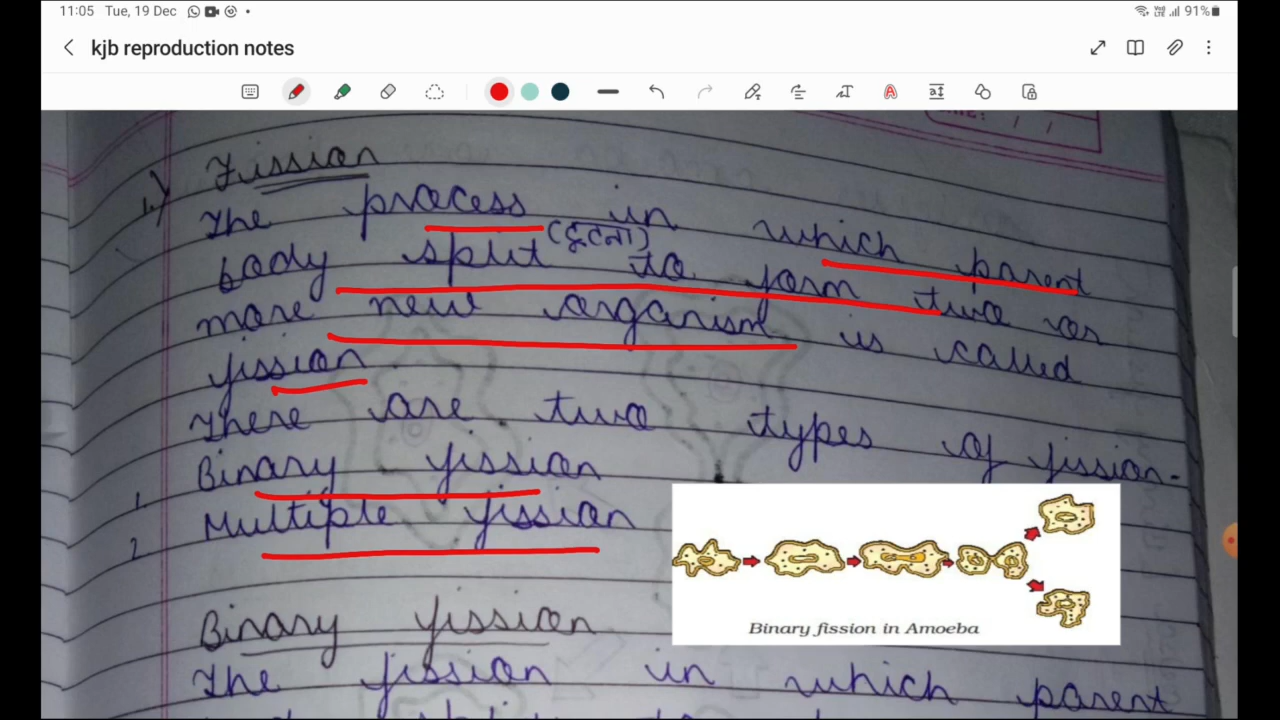 11:05 Tue, 19 Dec
91%
kjb reproduction notes
1.) Fission
The process in which parent
body split (टूटना) to form two or
more new organism is called
fission
There are two types of fission-
1. Binary fission
2. Multiple fission
Binary fission in Amoeba
Binary fission
The fission in which parent